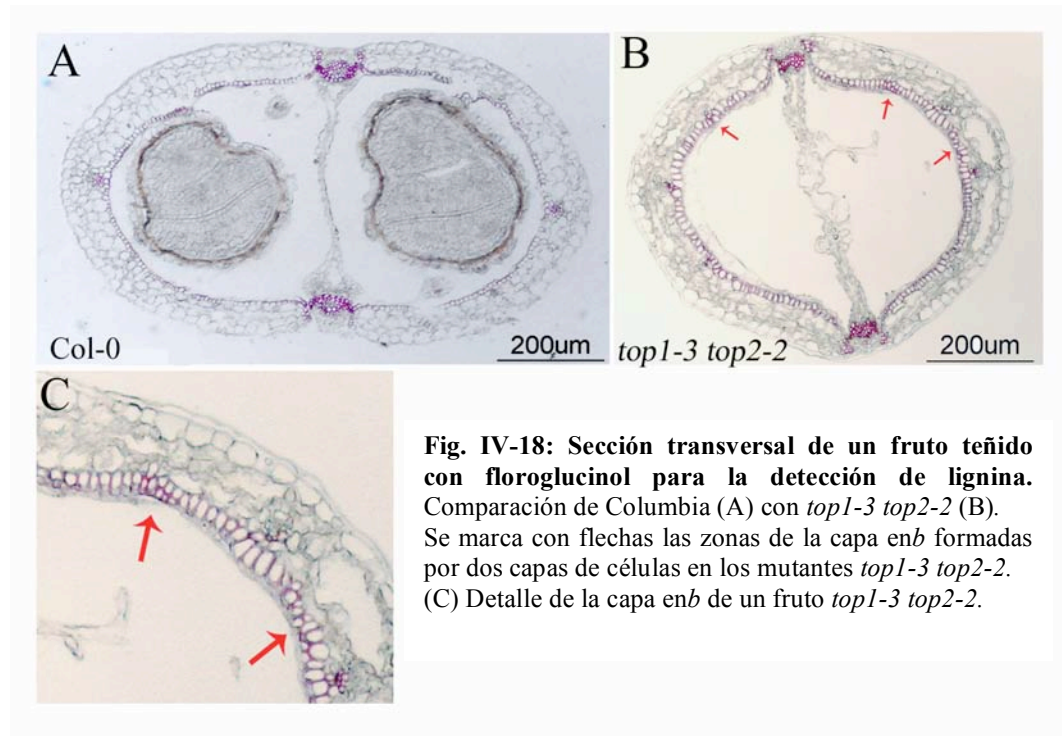 A
Col-0
200um
B
top1-3 top2-2
200um
C
Fig. IV-18: Sección transversal de un fruto teñido
con floroglucinol para la detección de lignina.
Comparación de Columbia (A) con top1-3 top2-2 (B).
Se marca con flechas las zonas de la capa enb formadas
por dos capas de células en los mutantes top1-3 top2-2.
(C) Detalle de la capa enb de un fruto top1-3 top2-2.